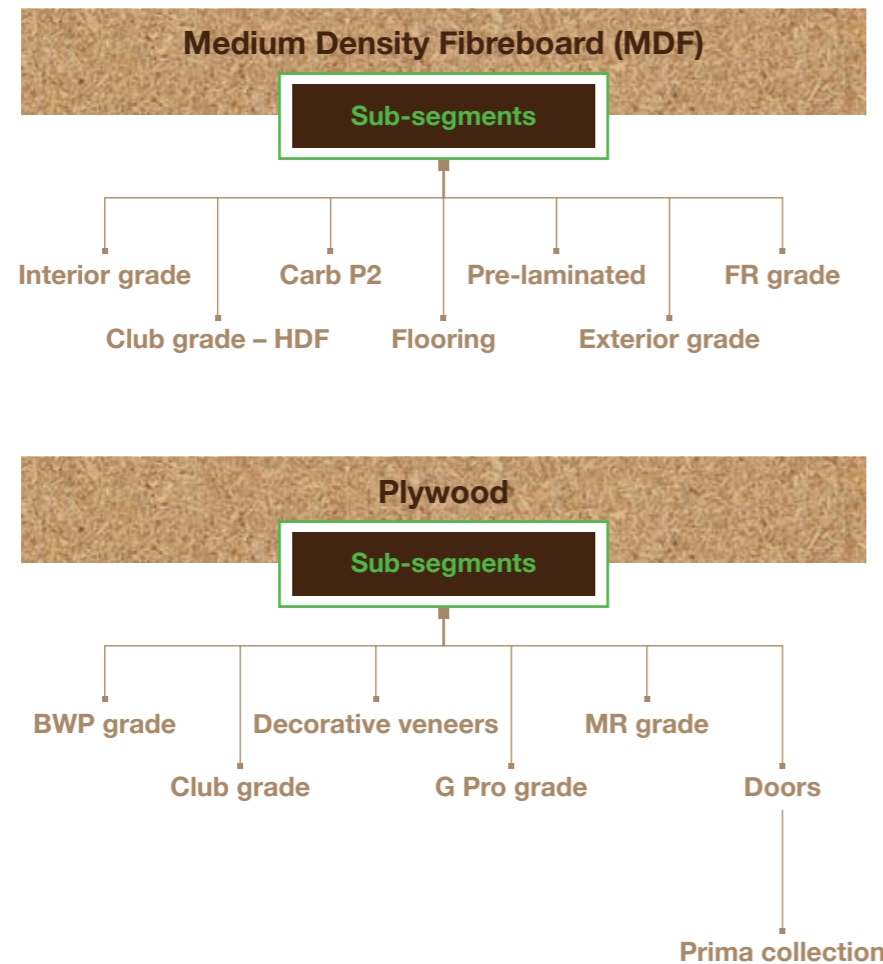 Medium Density Fibreboard (MDF)
Sub-segments
Interior grade
Carb P2
Pre-laminated
FR grade
Club grade – HDF
Flooring
Exterior grade
Plywood
Sub-segments
BWP grade
Decorative veneers
MR grade
Club grade
G Pro grade
Doors
Prima collection